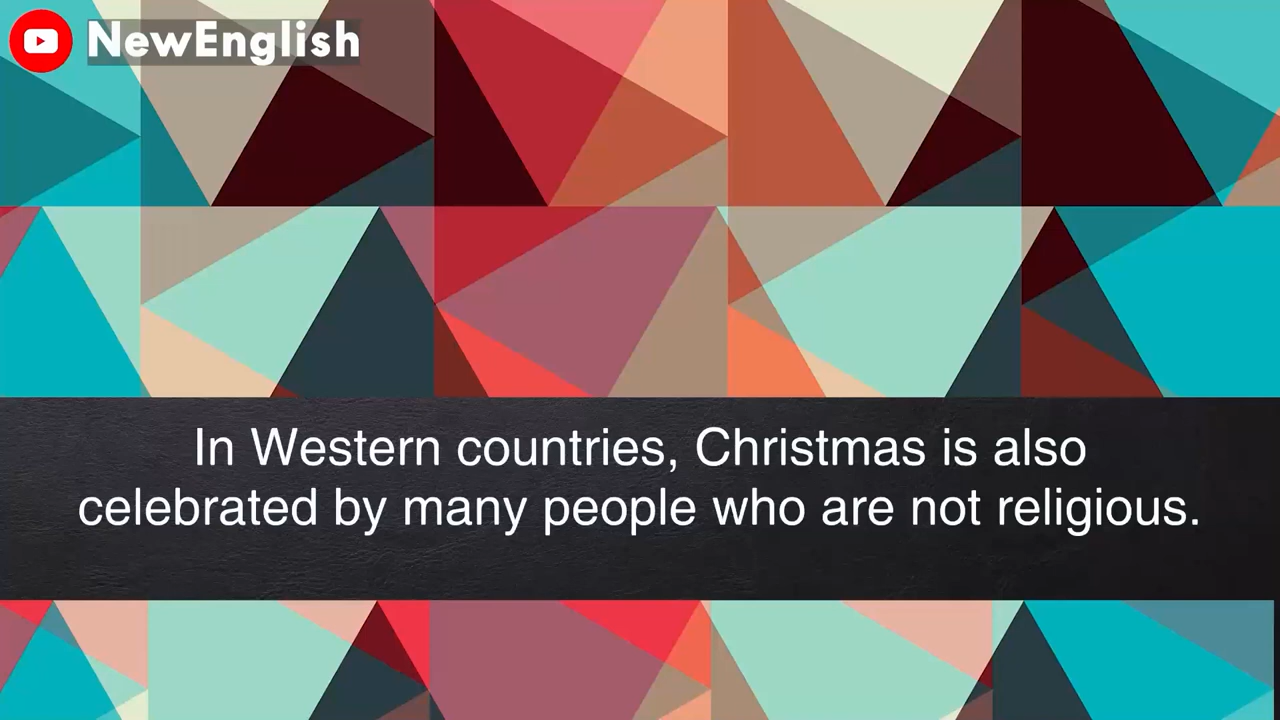 NewEnglish
In Western countries, Christmas is also
celebrated by many people who are not religious.